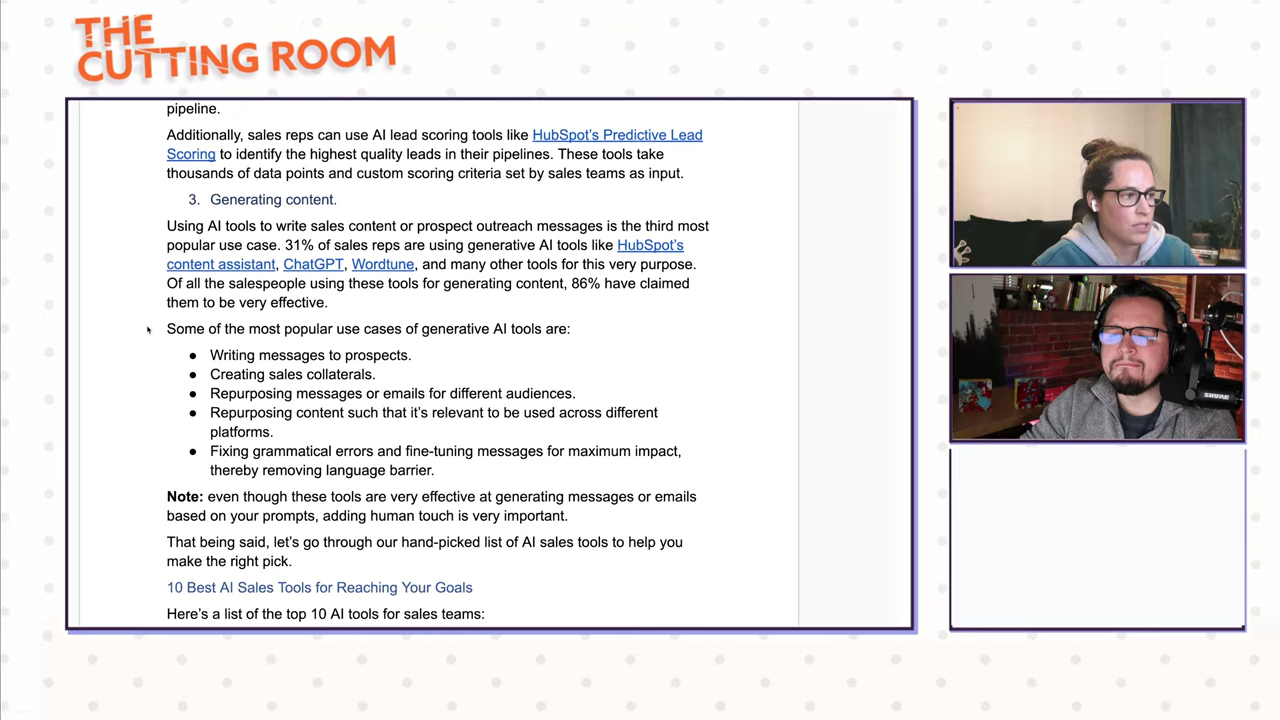 THE
CUTTING ROOM
pipeline.
Additionally, sales reps can use AI lead scoring tools like HubSpot's Predictive Lead
Scoring to identify the highest quality leads in their pipelines. These tools take
thousands of data points and custom scoring criteria set by sales teams as input.
3. Generating content.
Using AI tools to write sales content or prospect outreach messages is the third most
popular use case. 31% of sales reps are using generative AI tools like HubSpot's
content assistant, ChatGPT, Wordtune, and many other tools for this very purpose.
Of all the salespeople using these tools for generating content, 86% have claimed
them to be very effective.
Some of the most popular use cases of generative AI tools are:
● Writing messages to prospects.
● Creating sales collaterals.
● Repurposing messages or emails for different audiences.
● Repurposing content such that it's relevant to be used across different
platforms.
● Fixing grammatical errors and fine-tuning messages for maximum impact,
thereby removing language barrier.
Note: even though these tools are very effective at generating messages or emails
based on your prompts, adding human touch is very important.
That being said, let's go through our hand-picked list of AI sales tools to help you
make the right pick.
10 Best AI Sales Tools for Reaching Your Goals
Here's a list of the top 10 AI tools for sales teams:
SHURE